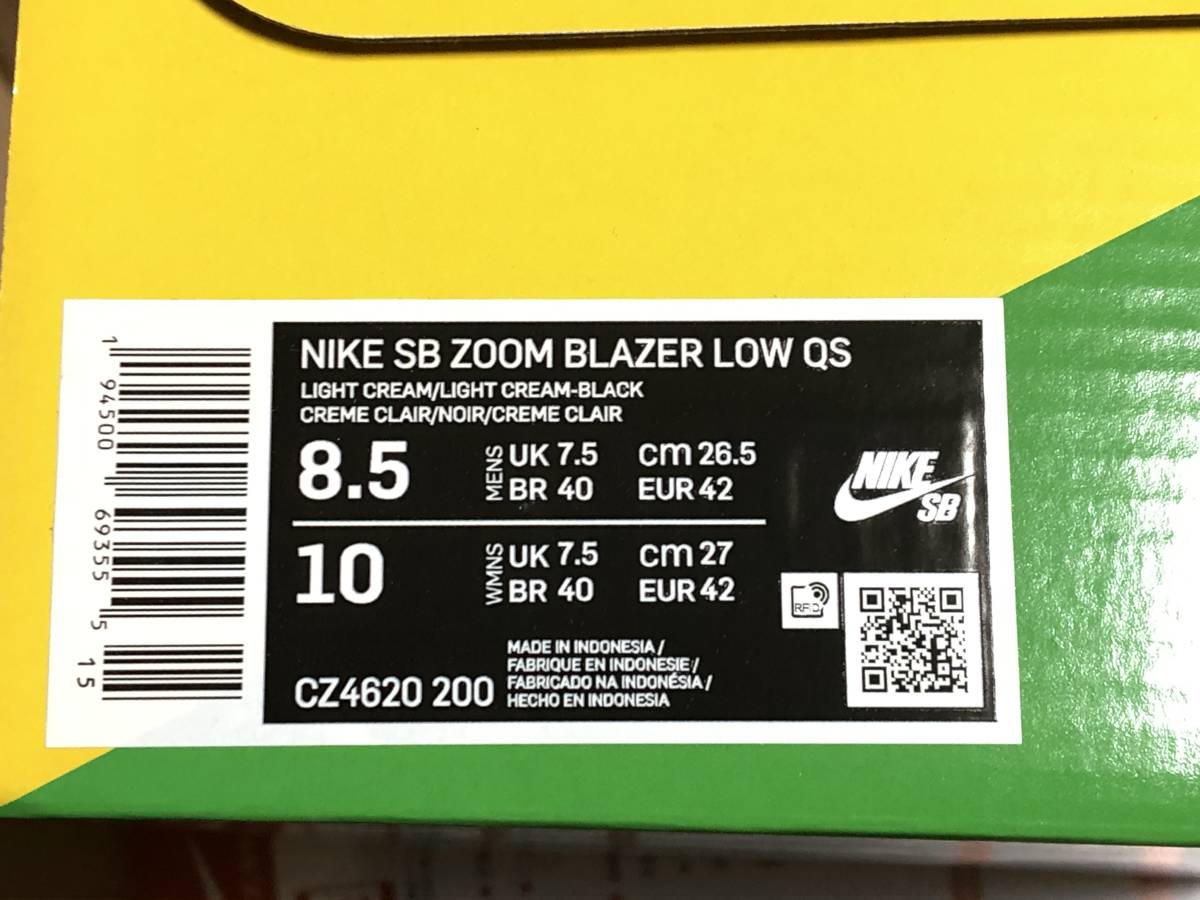 NIKE SB ZOOM BLAZER LOW QS
LIGHT CREAM/LIGHT CREAM-BLACK
CREME CLAIR/NOIR/CREME CLAIR
8.5 MENS UK 7.5 cm 26.5
BR 40 EUR 42
10 WMNS UK 7.5 cm 27
BR 40 EUR 42
CZ4620 200
MADE IN INDONESIA /
FABRIQUE EN INDONESIE /
FABRICADO NA INDONÉSIA /
HECHO EN INDONESIA
NIKE
SB
RFID
1 94500 69355 5 15